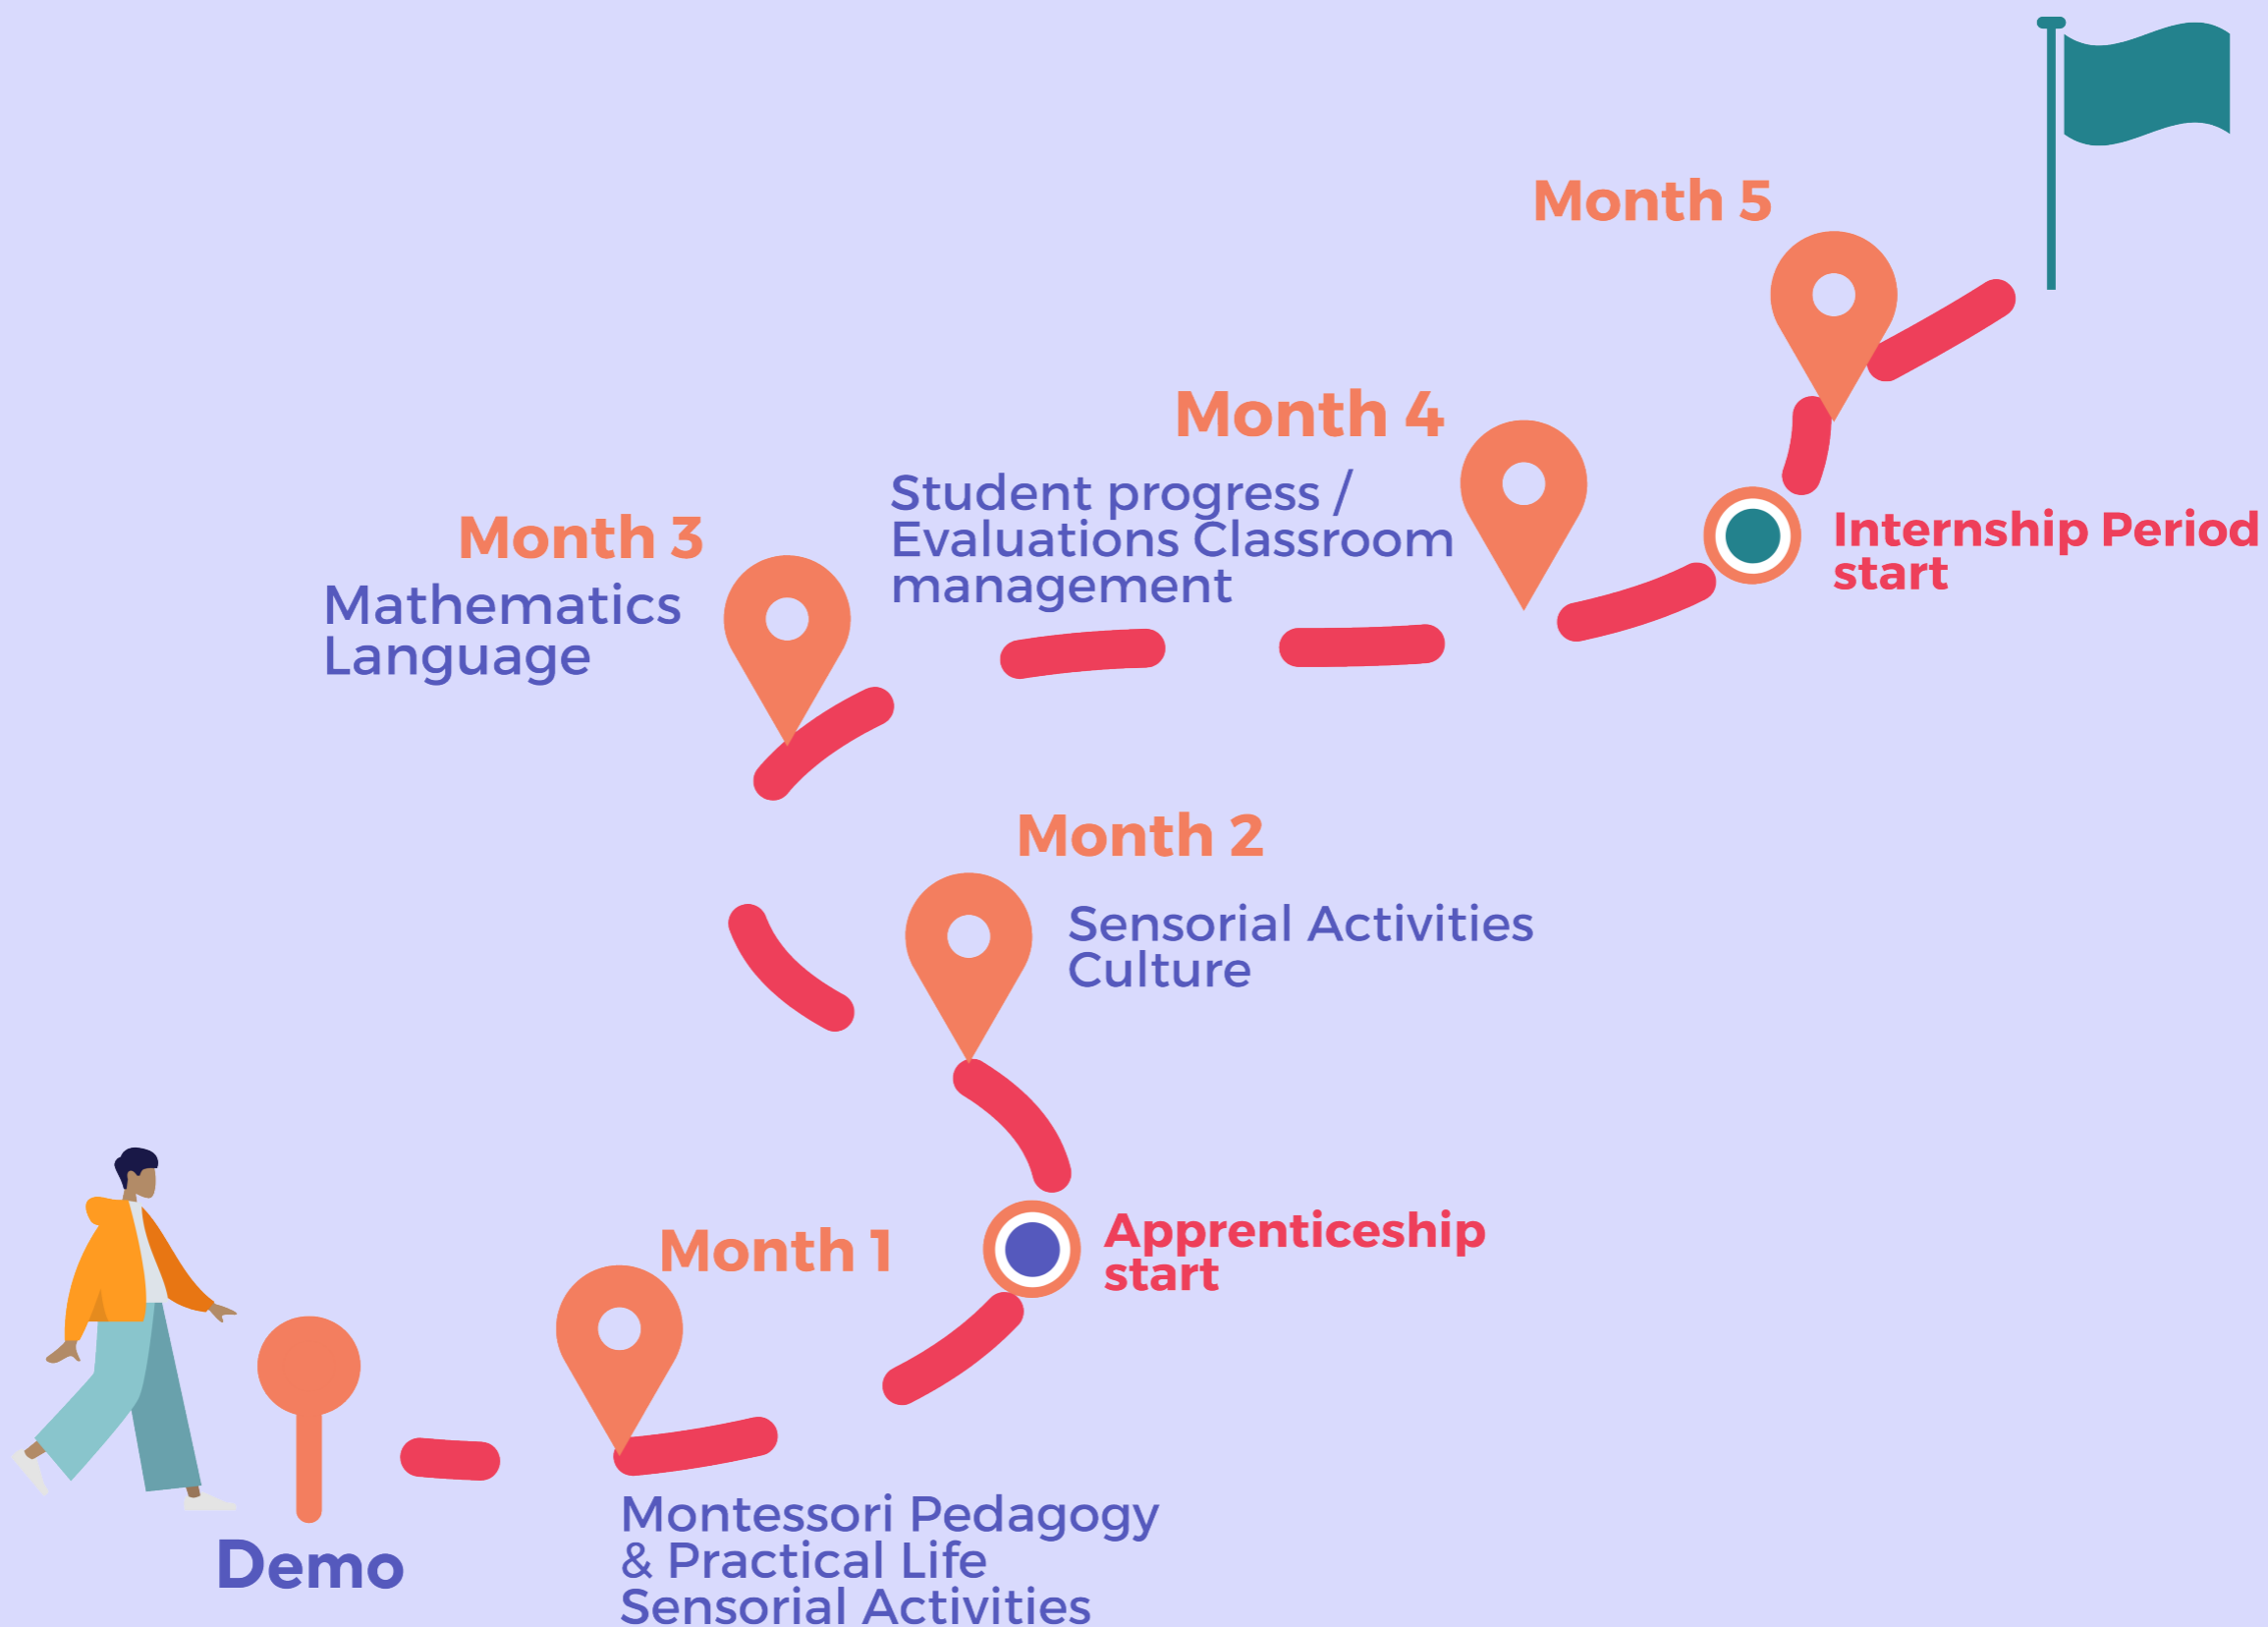 Month 5
Month 4
Student progress /
Evaluations Classroom
management
Internship Period
start
Month 3
Mathematics
Language
Month 2
Sensorial Activities
Culture
Apprenticeship
start
Month 1
Montessori Pedagogy
& Practical Life
Sensorial Activities
Demo